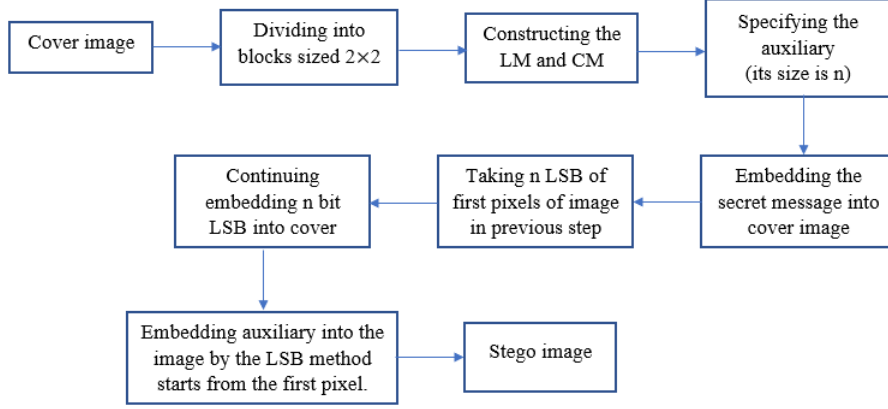 Cover image
Dividing into
blocks sized 2×2
Constructing the
LM and CM
Specifying the
auxiliary
(its size is n)
Embedding the
secret message into
cover image
Taking n LSB of
first pixels of image
in previous step
Continuing
embedding n bit
LSB into cover
Embedding auxiliary into the
image by the LSB method
starts from the first pixel.
Stego image